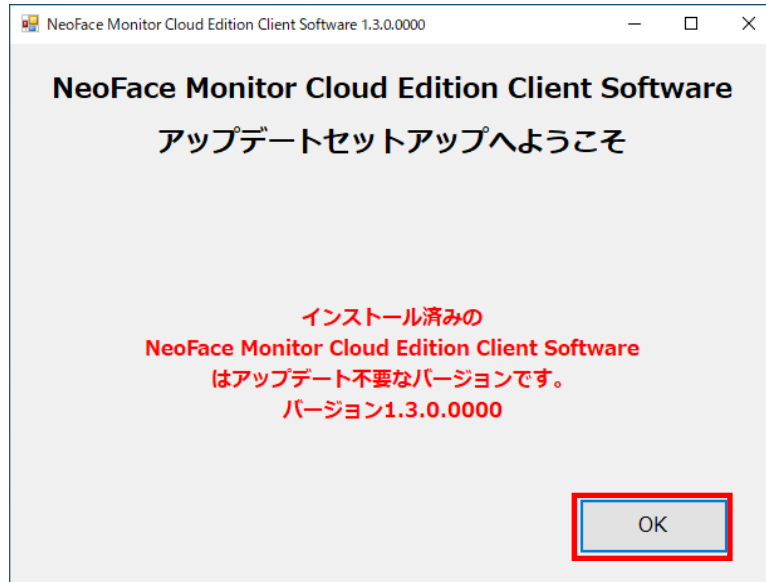 NeoFace Monitor Cloud Edition Client Software 1.3.0.0000
NeoFace Monitor Cloud Edition Client Software
アップデートセットアップへようこそ
インストール済みの
NeoFace Monitor Cloud Edition Client Software
はアップデート不要なバージョンです。
バージョン1.3.0.0000
OK